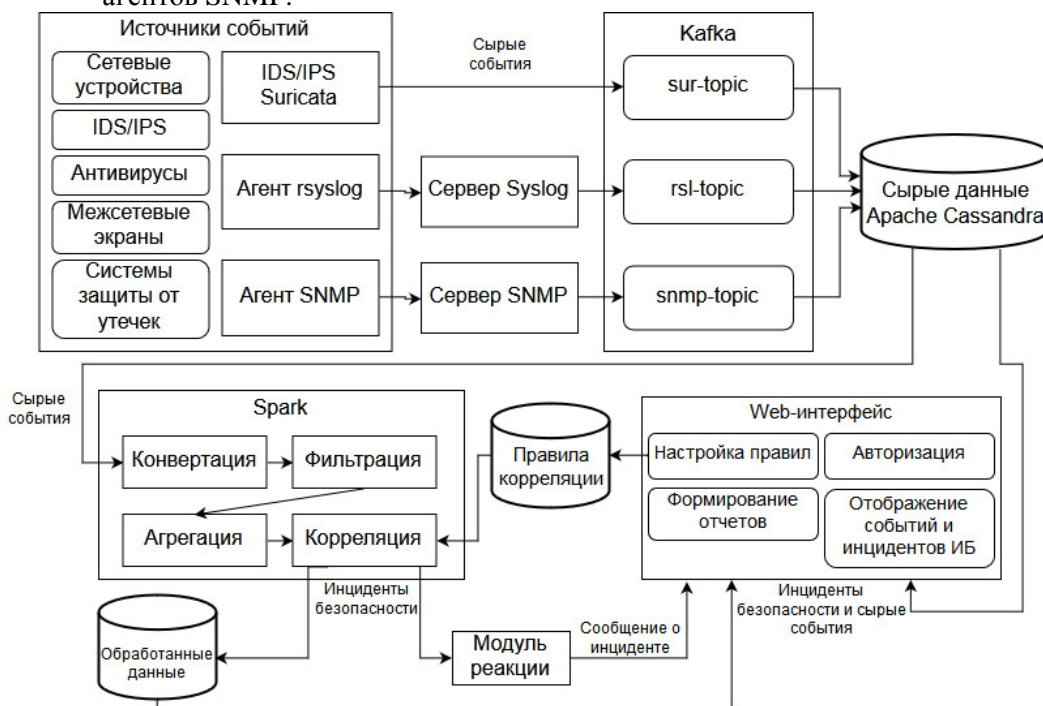 агентов SNMP.
Источники событий
Сетевые
устройства
IDS/IPS
Антивирусы
Межсетевые
экраны
Системы
защиты от
утечек
IDS/IPS
Suricata
Агент rsyslog
Агент SNMP
Сырые
события
Сервер Syslog
Сервер SNMP
Kafka
sur-topic
rsl-topic
snmp-topic
Сырые данные
Apache Cassandra
Сырые
события
Spark
Конвертация
Фильтрация
Агрегация
Корреляция
Правила
корреляции
Web-интерфейс
Настройка правил
Авторизация
Формирование
отчетов
Отображение
событий и
инцидентов ИБ
Инциденты
безопасности
Обработанные
данные
Модуль
реакции
Сообщение о
инциденте
Инциденты
безопасности и сырые
события